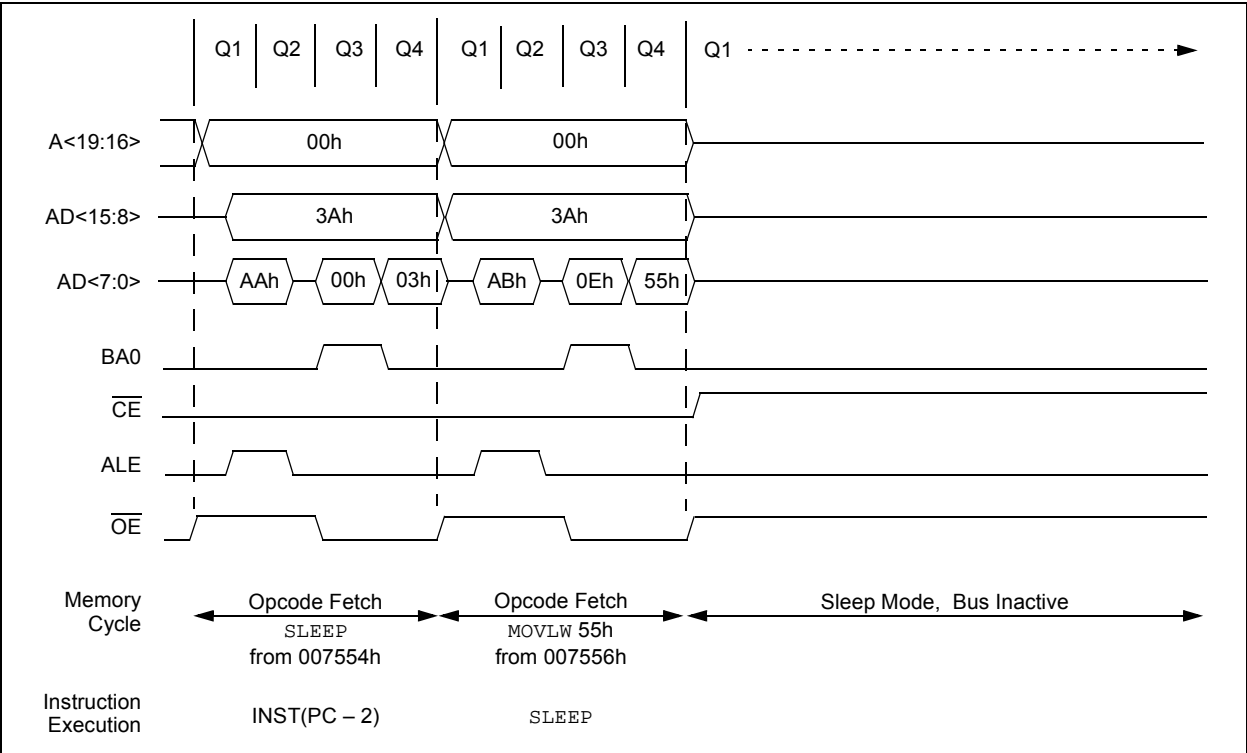 Q1 Q2 Q3 Q4 Q1 Q2 Q3 Q4 Q1
A<19:16> 00h 00h
AD<15:8> 3Ah 3Ah
AD<7:0> AAh 00h 03h ABh 0Eh 55h
BA0
CE
ALE
OE
Memory Cycle
Opcode Fetch
SLEEP
from 007554h
Opcode Fetch
MOVLW 55h
from 007556h
Sleep Mode, Bus Inactive
Instruction Execution
INST(PC – 2)
SLEEP